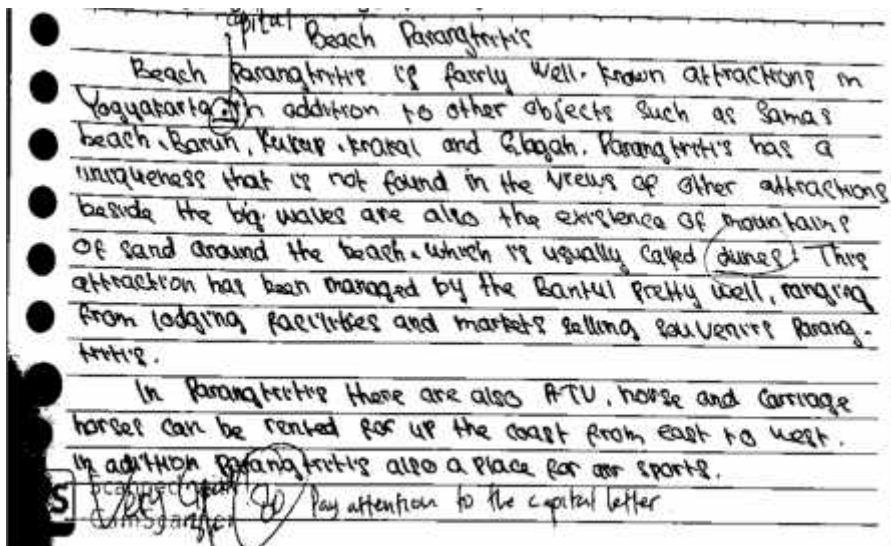 Capital
Beach Parangtritis
Beach Parangtritis is fairly well. known attractions in
Yogyakarta. in addition to other objects such as Samas
beach, Baron, Kukup, krakal and Glagah. Parangtritis has a
uniqueness that is not found in the views of other attractions
beside the big waves are also the existence of mountains
of sand around the beach. which is usually called dunes. This
attraction has been managed by the Bantul pretty well, ranging
from lodging facilities and markets selling souvenirs Parang-
tritis.
In Parangtritis there are also ATV, horse and carriage
horses can be rented for up the coast from east to west.
in adition Parangtritis also a place for air sports.
Very Good 80 Pay attention to the capital letter
CamScanner